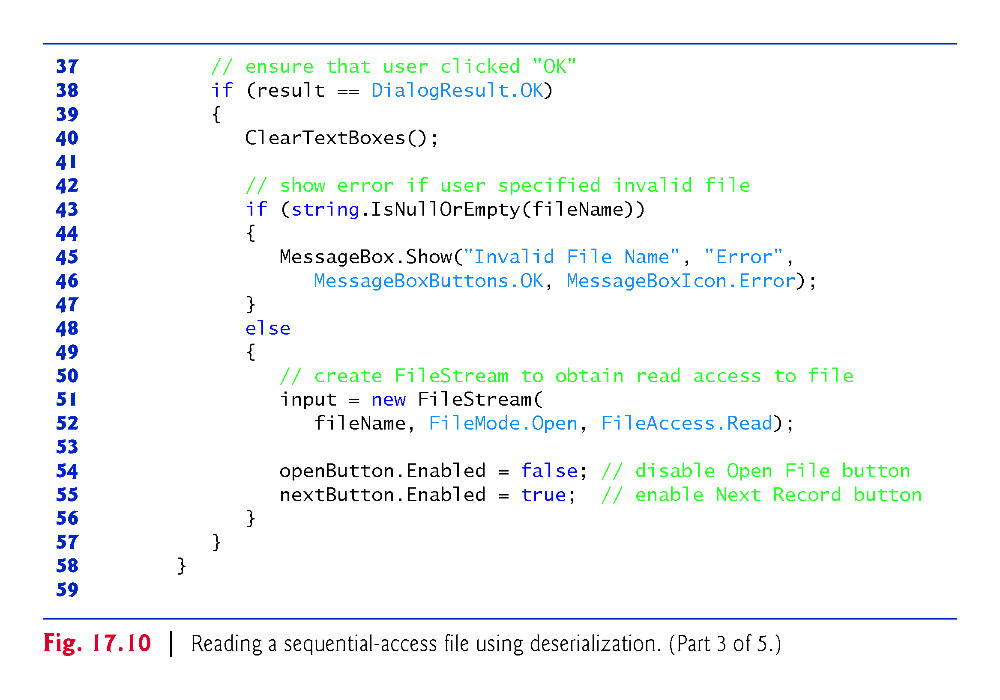 37 // ensure that user clicked "OK"
38 if (result == DialogResult.OK)
39 {
40 ClearTextBoxes();
41
42 // show error if user specified invalid file
43 if (string.IsNullOrEmpty(fileName))
44 {
45 MessageBox.Show("Invalid File Name", "Error",
46 MessageBoxButtons.OK, MessageBoxIcon.Error);
47 }
48 else
49 {
50 // create FileStream to obtain read access to file
51 input = new FileStream(
52 fileName, FileMode.Open, FileAccess.Read);
53
54 openButton.Enabled = false; // disable Open File button
55 nextButton.Enabled = true; // enable Next Record button
56 }
57 }
58 }
59
Fig. 17.10 | Reading a sequential-access file using deserialization. (Part 3 of 5.)